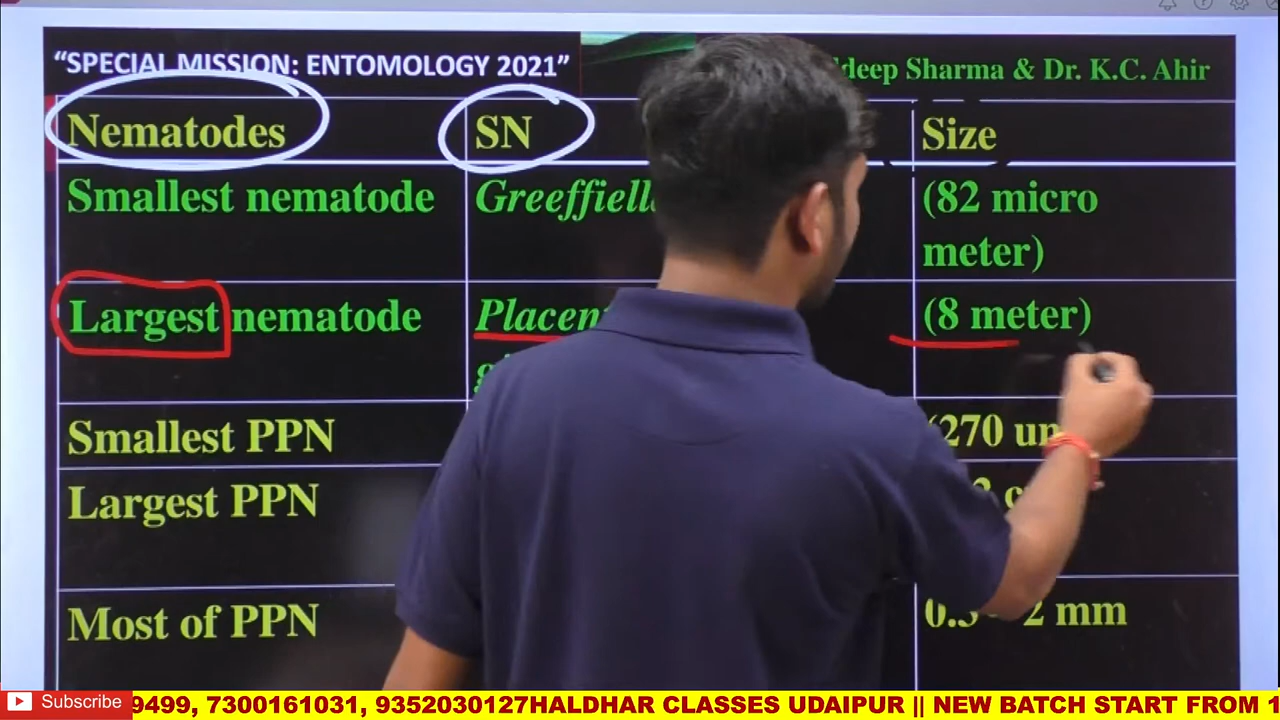 “SPECIAL MISSION: ENTOMOLOGY 2021” deep Sharma & Dr. K.C. Ahir
Nematodes SN Size
Smallest nematode Greeffiell (82 micro
meter)
Largest nematode Placen (8 meter)
Smallest PPN (270 um
Largest PPN
Most of PPN 2 mm
Subscribe 9499, 7300161031, 9352030127HALDHAR CLASSES UDAIPUR || NEW BATCH START FROM 1